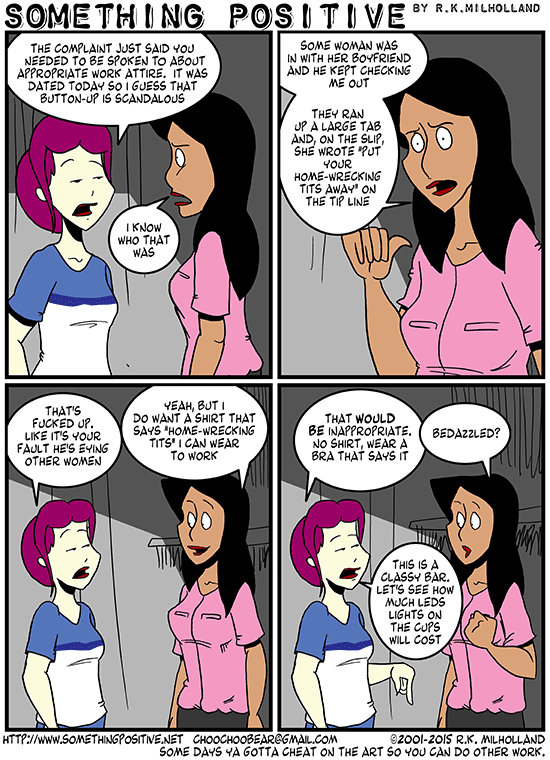 SOMETHING POSITIVE BY R.K.MILHOLLAND
THE COMPLAINT JUST SAID YOU
NEEDED TO BE SPOKEN TO ABOUT
APPROPRIATE WORK ATTIRE. IT WAS
DATED TODAY SO I GUESS THAT
BUTTON-UP IS SCANDALOUS
I KNOW
WHO THAT
WAS
SOME WOMAN WAS
IN WITH HER BOYFRIEND
AND HE KEPT CHECKING
ME OUT
THEY RAN
UP A LARGE TAB
AND, ON THE SLIP,
SHE WROTE "PUT
YOUR
HOME-WRECKING
TITS AWAY" ON
THE TIP LINE
THAT'S
FUCKED UP.
LIKE IT'S YOUR
FAULT HE'S EYING
OTHER WOMEN
YEAH, BUT I
DO WANT A SHIRT THAT
SAYS "HOME-WRECKING
TITS" I CAN WEAR
TO WORK
THAT WOULD
BE INAPPROPRIATE.
NO SHIRT, WEAR A
BRA THAT SAYS IT
BEDAZZLED?
THIS IS A
CLASSY BAR.
LET'S SEE HOW
MUCH LEDS
LIGHTS ON
THE CUPS
WILL COST
HTTP://WWW.SOMETHINGPOSITIVE.NET CHOOCHOOBEAR@GMAIL.COM ©2001-2015 R.K. MILHOLLAND
SOME DAYS YA GOTTA CHEAT ON THE ART SO YOU CAN DO OTHER WORK.